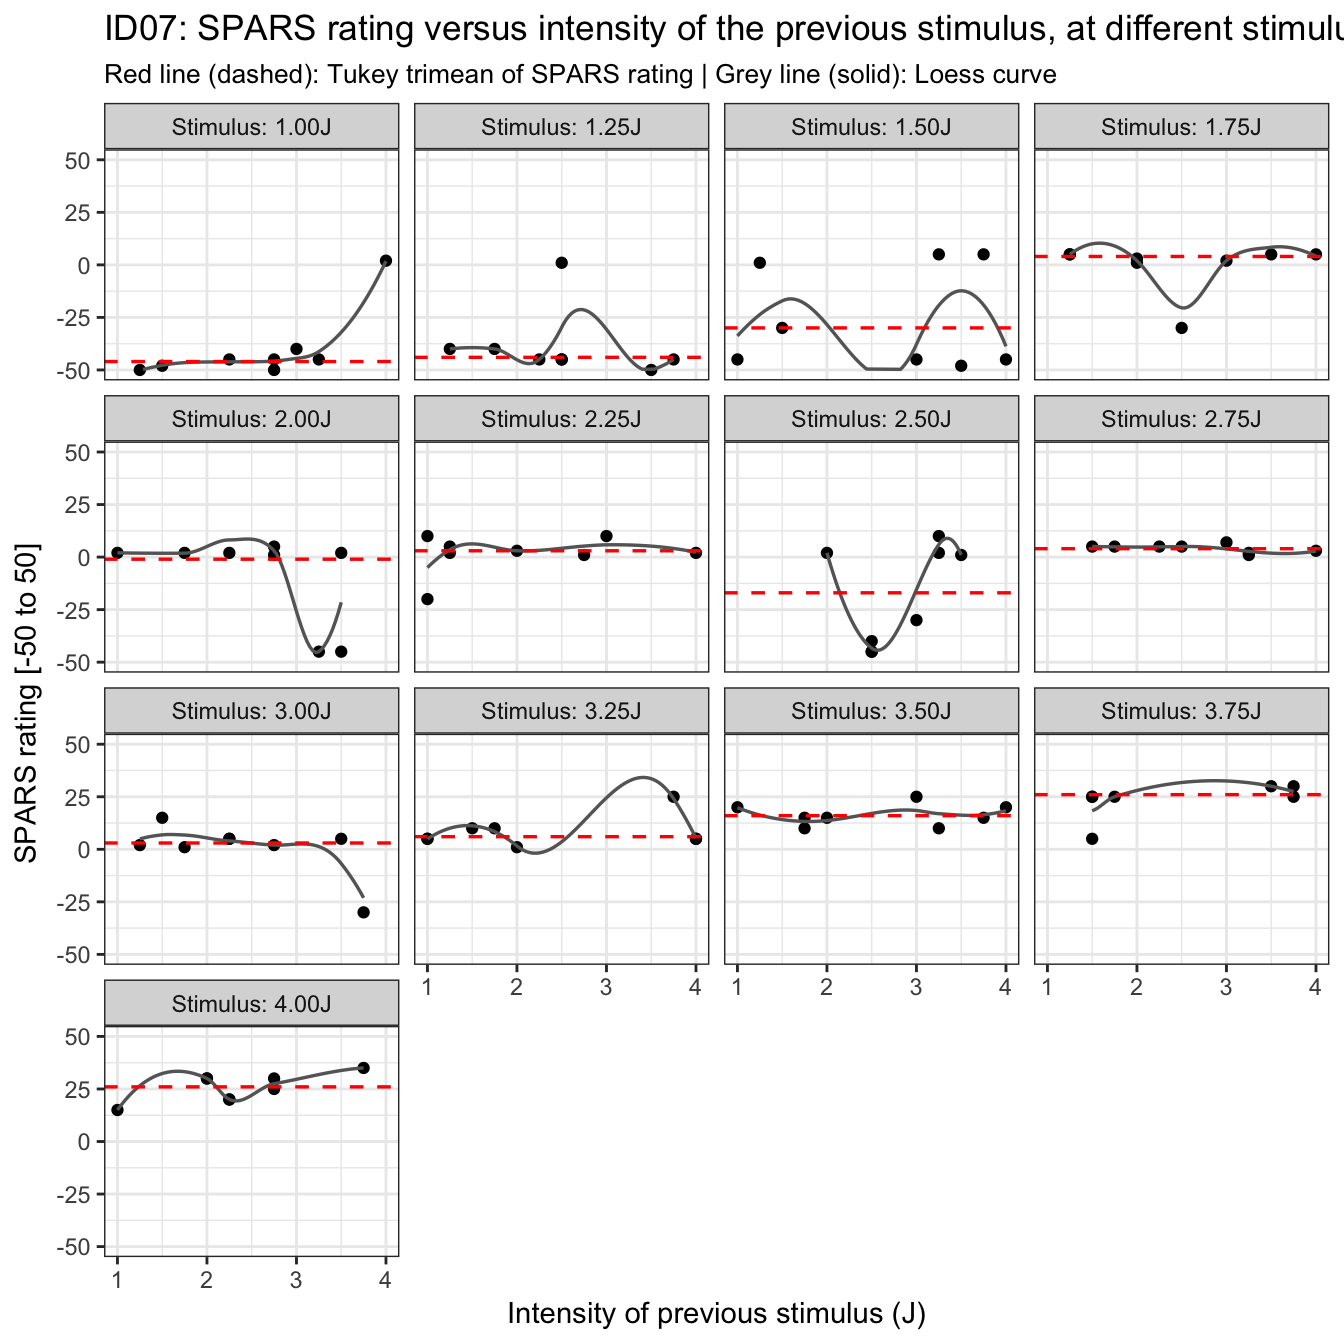 ID07: SPARS rating versus intensity of the previous stimulus, at different
Red line (dashed): Tukey trimean of SPARS rating | Grey line (solid): Loess curve
Stimulus: 1.00J Stimulus: 1.25J Stimulus: 1.50J Stimulus: 1.75J
50
25
0
-25
-50
Stimulus: 2.00J Stimulus: 2.25J Stimulus: 2.50J Stimulus: 2.75J
50
25
0
-25
-50
SPARS rating [-50 to 50]
Stimulus: 3.00J Stimulus: 3.25J Stimulus: 3.50J Stimulus: 3.75J
50
25
0
-25
-50
1 2 3 4 1 2 3 4 1 2 3 4
Stimulus: 4.00J
50
25
0
-25
-50
1 2 3 4
Intensity of previous stimulus (J)